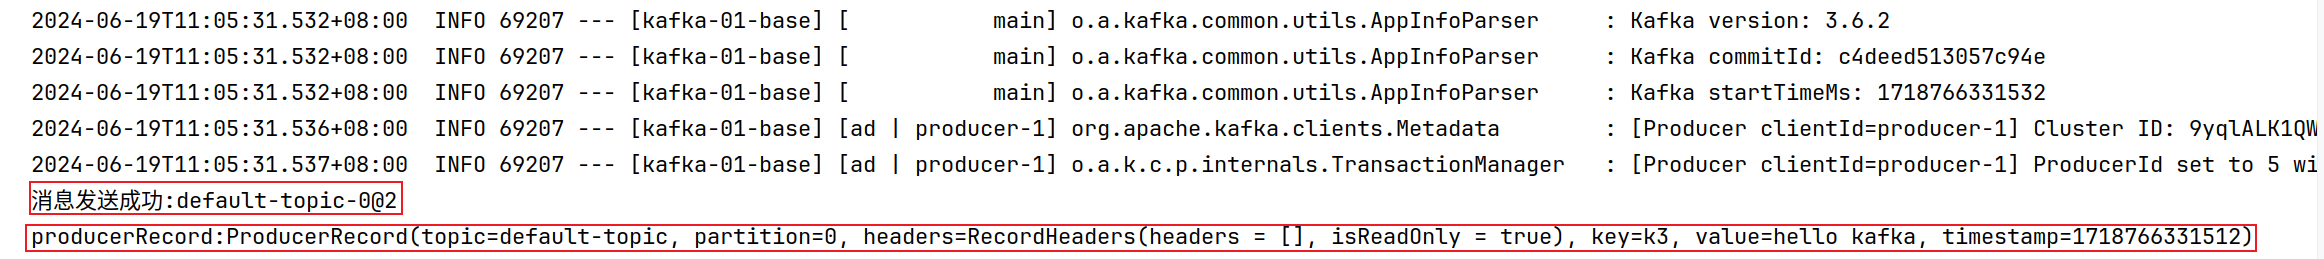 2024-06-19T11:05:31.532+08:00  INFO 69207 --- [kafka-01-base] [           main] o.a.kafka.common.utils.AppInfoParser     : Kafka version: 3.6.2
2024-06-19T11:05:31.532+08:00  INFO 69207 --- [kafka-01-base] [           main] o.a.kafka.common.utils.AppInfoParser     : Kafka commitId: c4deed513057c94e
2024-06-19T11:05:31.532+08:00  INFO 69207 --- [kafka-01-base] [           main] o.a.kafka.common.utils.AppInfoParser     : Kafka startTimeMs: 1718766331532
2024-06-19T11:05:31.536+08:00  INFO 69207 --- [kafka-01-base] [ad | producer-1] org.apache.kafka.clients.Metadata        : [Producer clientId=producer-1] Cluster ID: 9yqlALK1QW
2024-06-19T11:05:31.537+08:00  INFO 69207 --- [kafka-01-base] [ad | producer-1] o.a.k.c.p.internals.TransactionManager   : [Producer clientId=producer-1] ProducerId set to 5 wi
消息发送成功:default-topic-0@2
producerRecord:ProducerRecord(topic=default-topic, partition=0, headers=RecordHeaders(headers = [], isReadOnly = true), key=k3, value=hello kafka, timestamp=1718766331512)